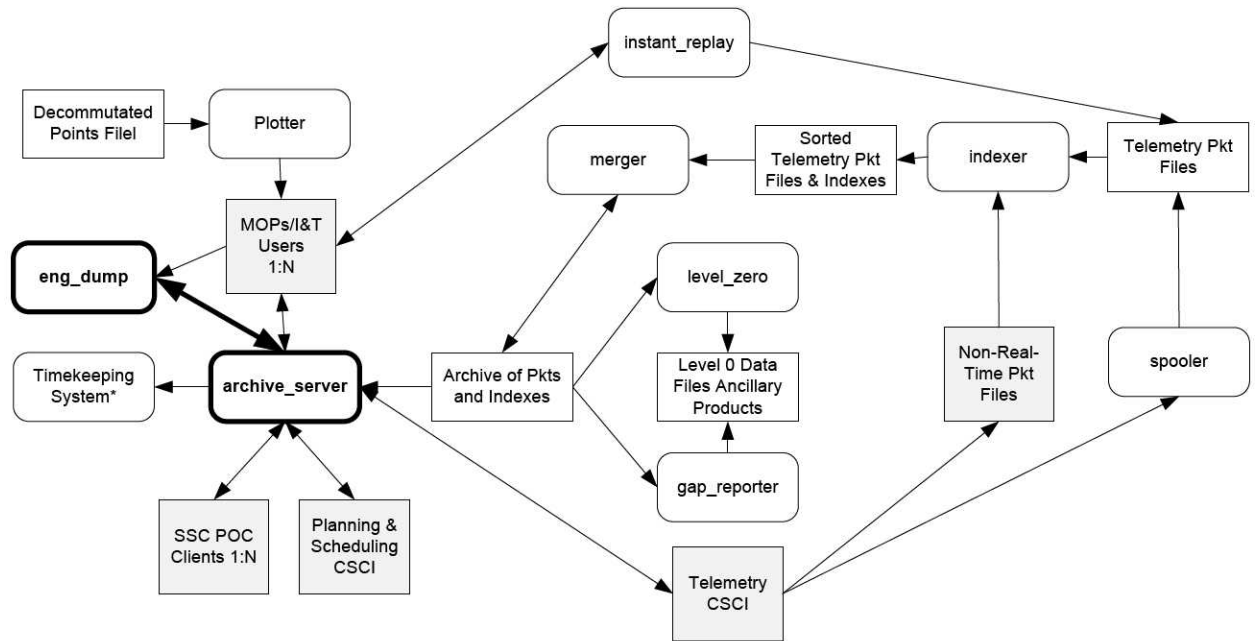 instant_replay
Decommutated
Points Filel
Plotter
merger
Sorted
Telemetry Pkt
Files & Indexes
indexer
Telemetry Pkt
Files
MOPs/I&T
Users
1:N
eng_dump
level_zero
Timekeeping
System*
archive_server
Archive of Pkts
and Indexes
Level 0 Data
Files Ancillary
Products
Non-Real-
Time Pkt
Files
spooler
gap_reporter
SSC POC
Clients 1:N
Planning &
Scheduling
CSCI
Telemetry
CSCI